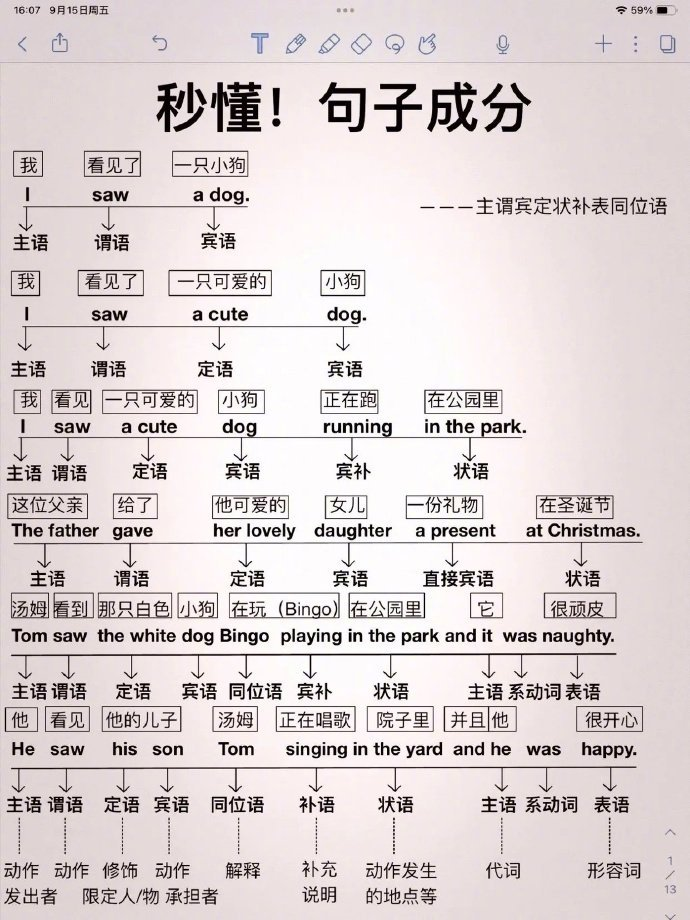 16:07 9月15日周五
59%
秒懂！句子成分
我 看见了 一只小狗
I saw a dog.
———主谓宾定状补表同位语
主语 谓语 宾语
我 看见了 一只可爱的 小狗
I saw a cute dog.
主语 谓语 定语 宾语
我 看见 一只可爱的 小狗 正在跑 在公园里
I saw a cute dog running in the park.
主语 谓语 定语 宾语 宾补 状语
这位父亲 给了 他可爱的 女儿 一份礼物 在圣诞节
The father gave her lovely daughter a present at Christmas.
主语 谓语 定语 宾语 直接宾语 状语
汤姆 看到 那只白色 小狗 在玩（Bingo） 在公园里 它 很顽皮
Tom saw the white dog Bingo playing in the park and it was naughty.
主语 谓语 定语 宾语 同位语 宾补 状语 主语 系动词 表语
他 看见 他的儿子 汤姆 正在唱歌 院子里 并且 他 很开心
He saw his son Tom singing in the yard and he was happy.
主语 谓语 定语 宾语 同位语 补语 状语 主语 系动词 表语
动作 动作 修饰 动作 解释 补充 动作发生 代词 形容词
发出者 限定人/物 承担者 说明 的地点等
1
/
13